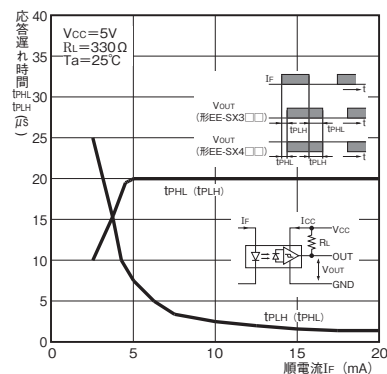 応答遅れ時間
tPHL
tPLH
(μs)
40
35
30
25
20
15
10
5
0
VCC=5V
RL=330Ω
Ta=25℃
IF
t
VOUT
(形EE-SX3□□)
t
tPLH
tPHL
VOUT
(形EE-SX4□□)
t
tPHL
tPLH
tPHL (tPLH)
IF
ICC
VCC
RL
OUT
VOUT
GND
tPLH (tPHL)
0
5
10
15
20
順電流IF (mA)